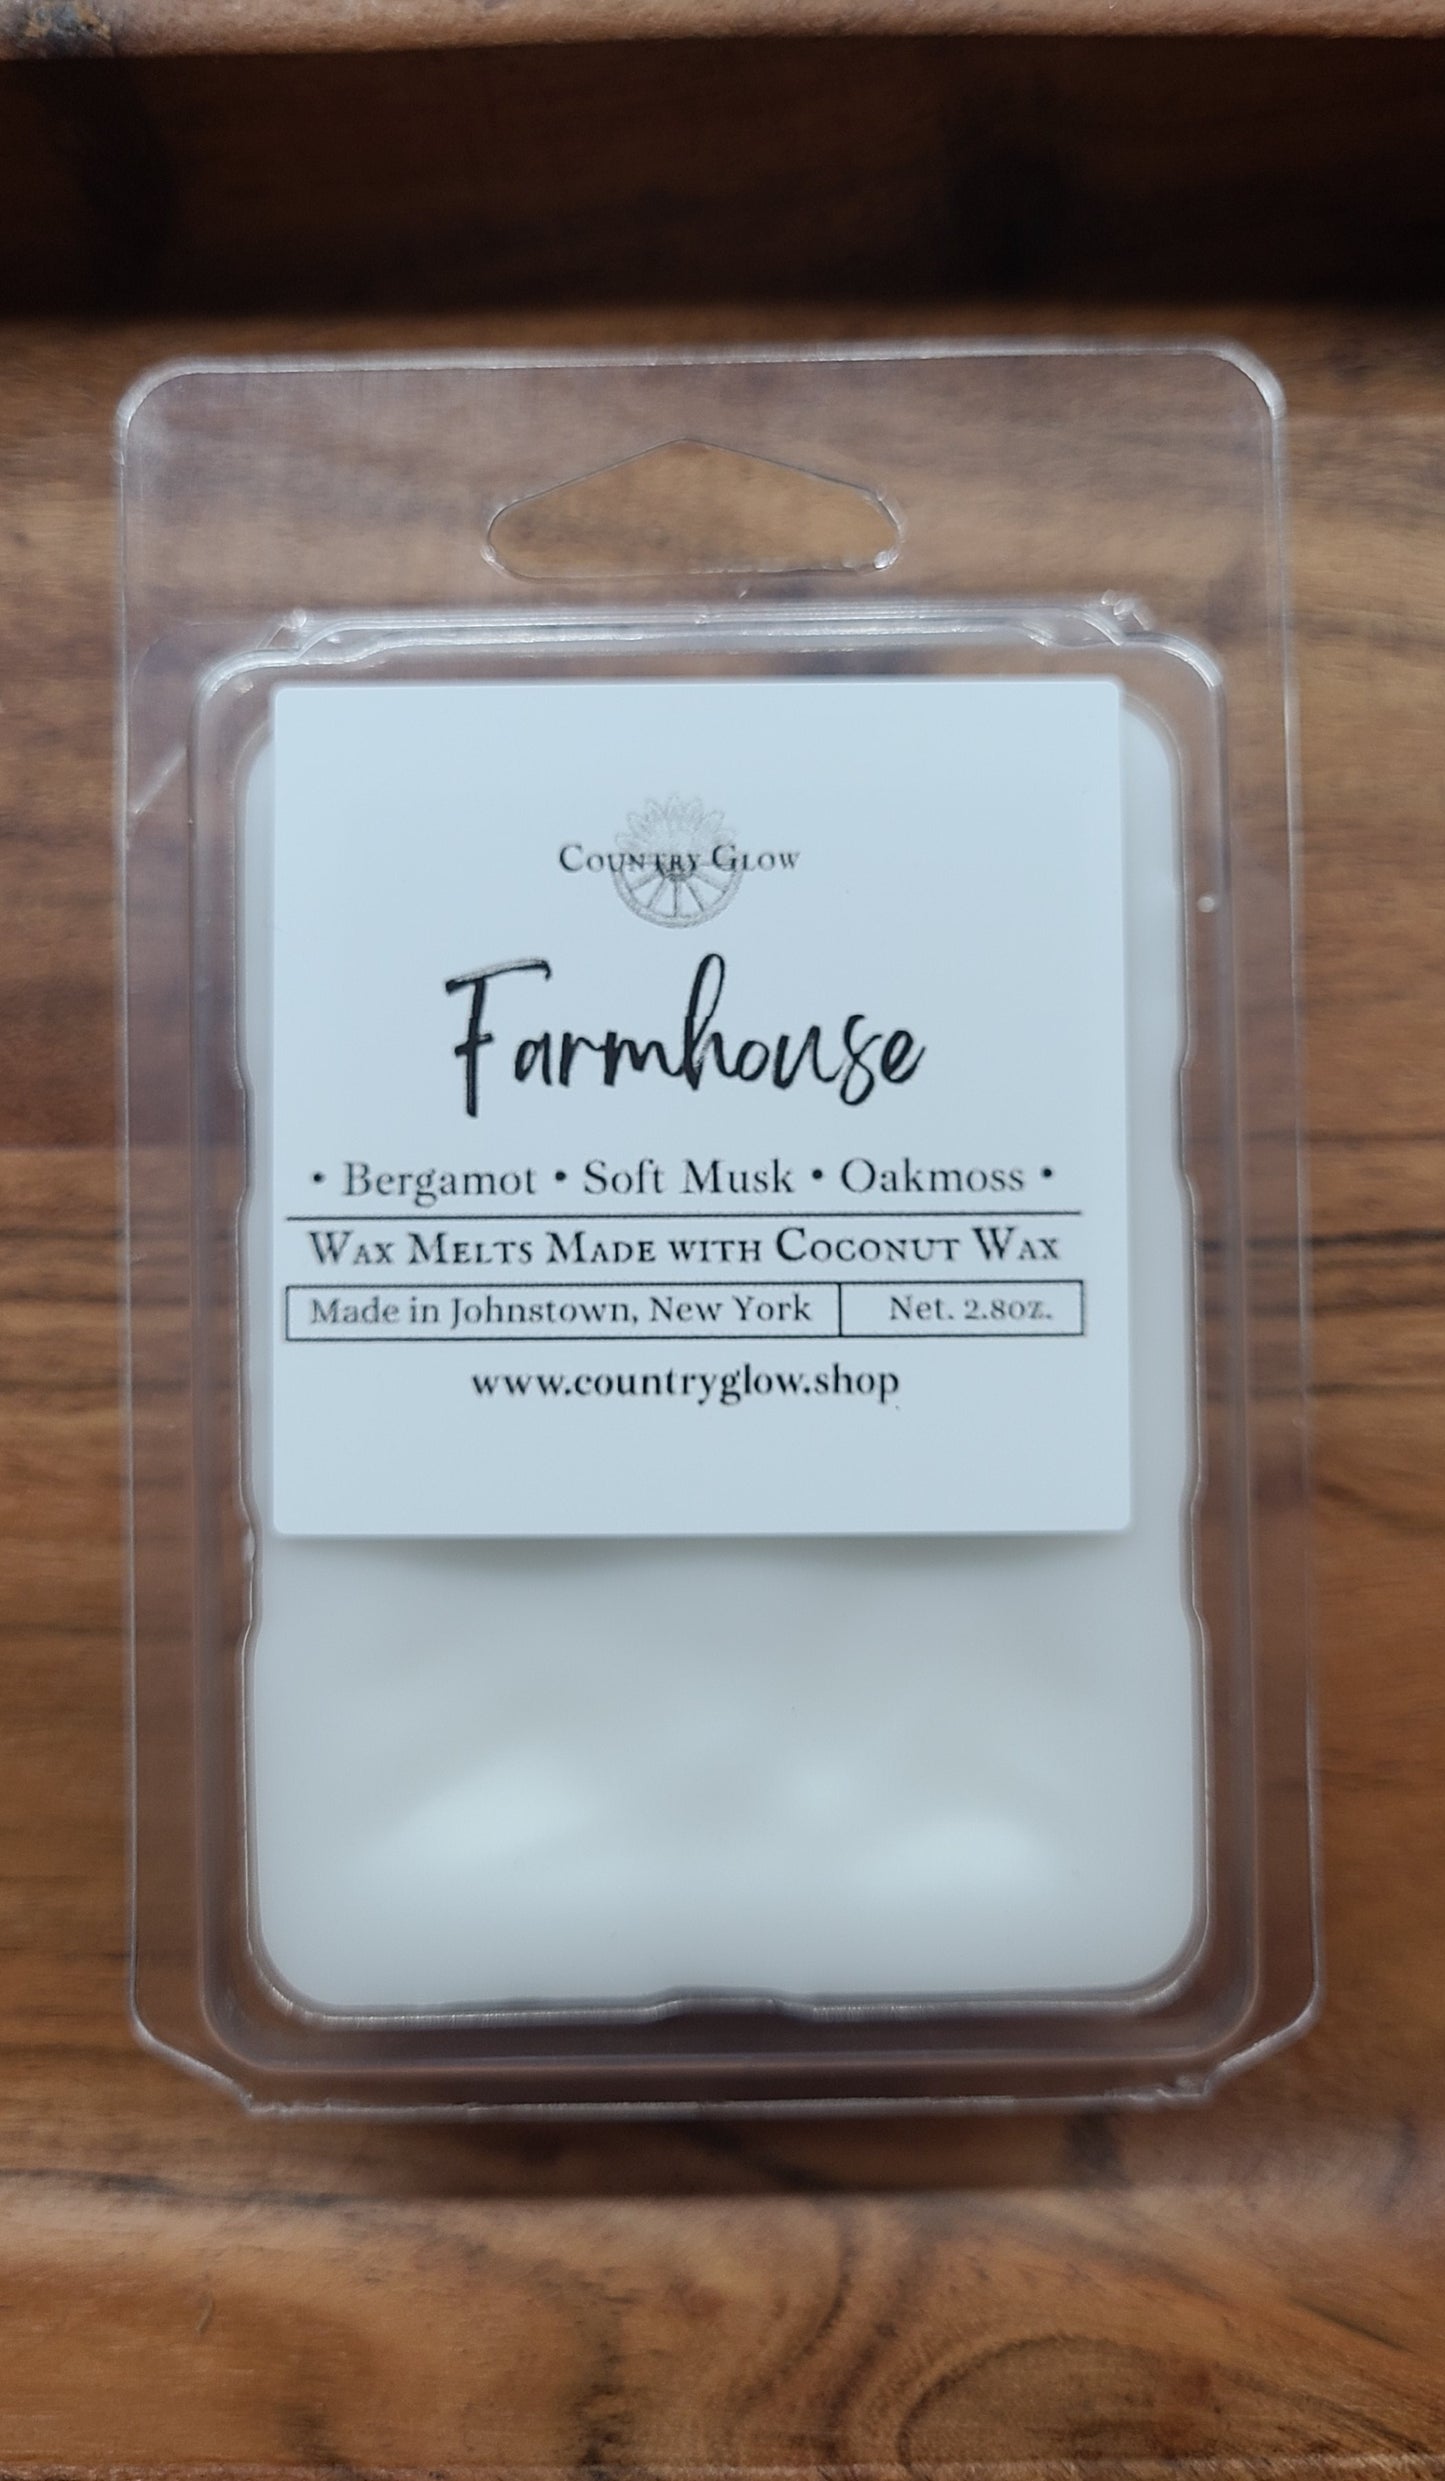 Country Glow
Farmhouse
• Bergamot • Soft Musk • Oakmoss •
Wax Melts Made with Coconut Wax
Made in Johnstown, New York Net. 2.8oz.
www.countryglow.shop